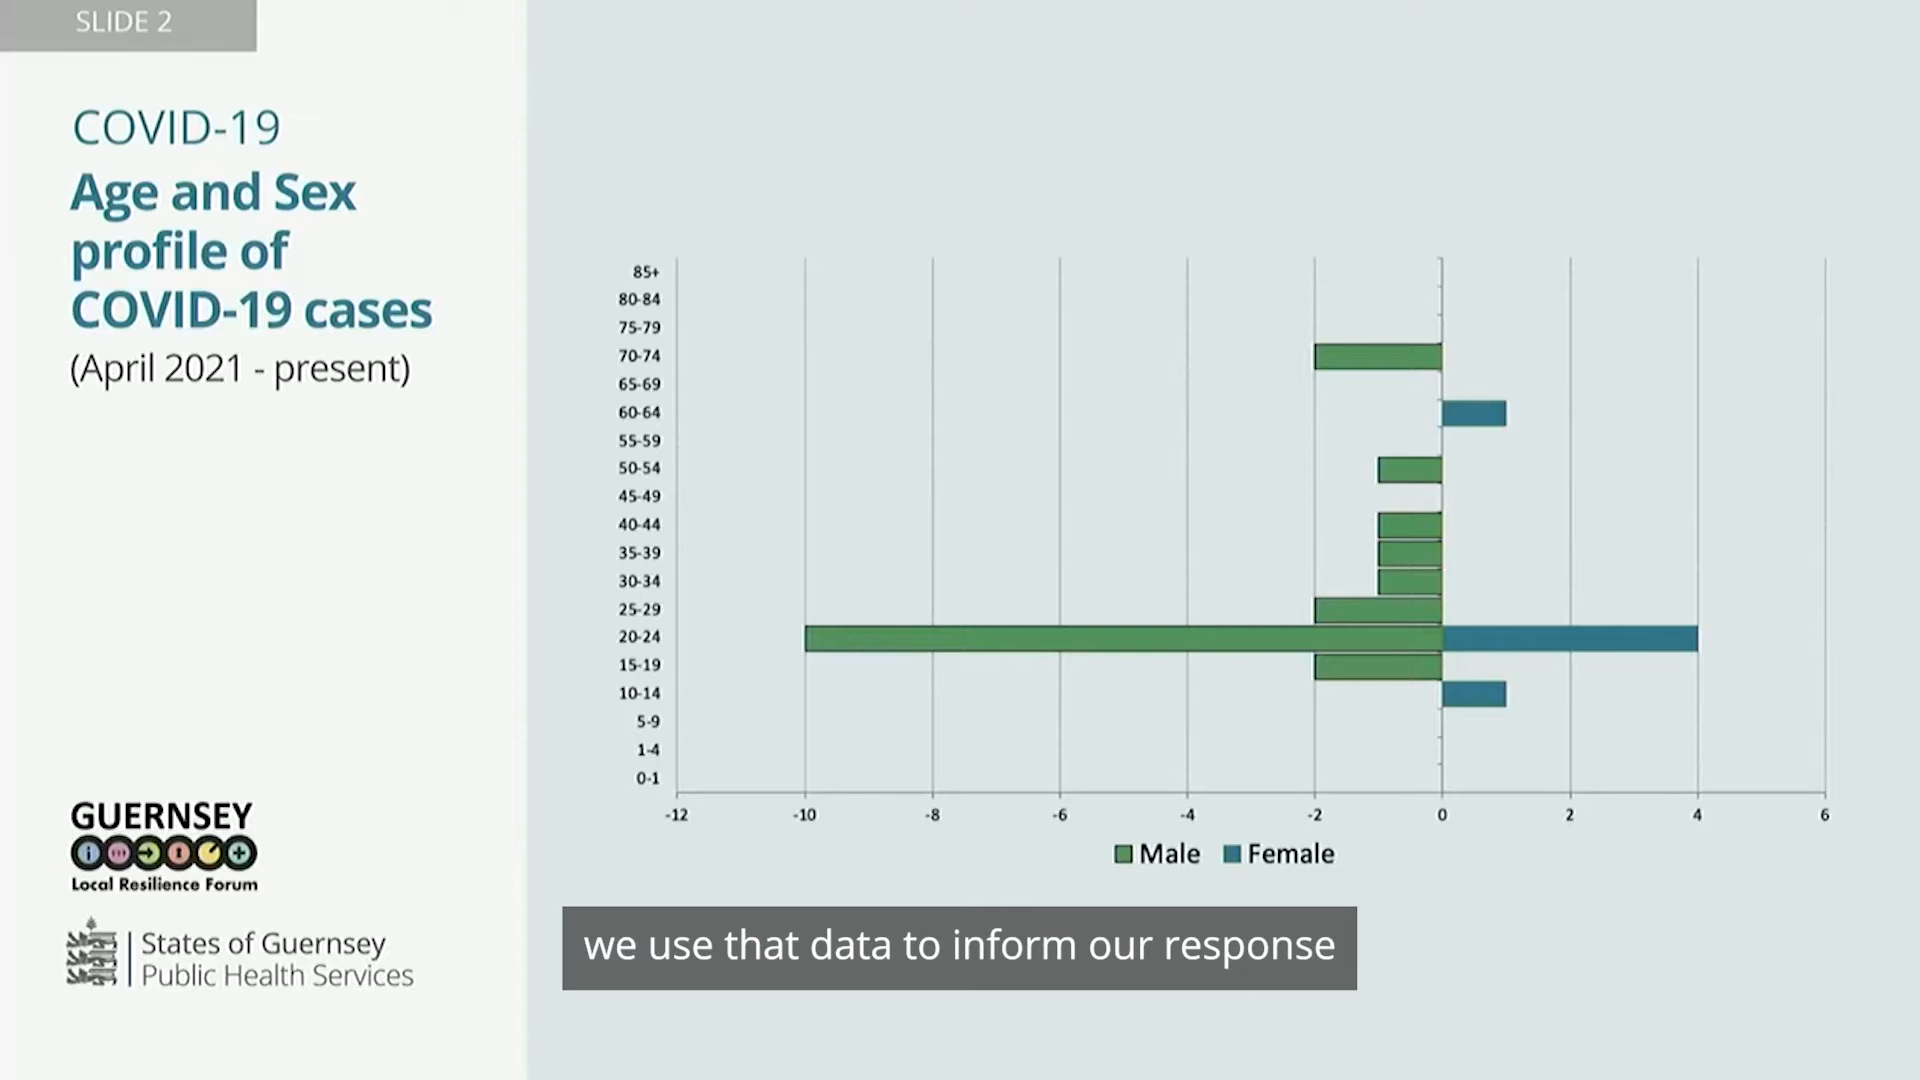 SLIDE 2
COVID-19
Age and Sex
profile of
COVID-19 cases
(April 2021 - present)
85+
80-84
75-79
70-74
65-69
60-64
55-59
50-54
45-49
40-44
35-39
30-34
25-29
20-24
15-19
10-14
5-9
1-4
0-1
-12 -10 -8 -6 -4 -2 0 2 4 6
Male Female
GUERNSEY
Local Resilience Forum
States of Guernsey
Public Health Services
we use that data to inform our response